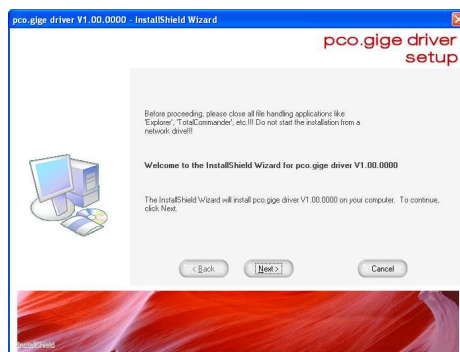 pco.gige driver V1.00.0000 - InstallShield Wizard
pco.gige driver
setup
Before proceeding, please close all file handling applications like
'Explorer', 'TotalCommander', etc.!!! Do not start the installation from a
network drive!!!
Welcome to the InstallShield Wizard for pco.gige driver V1.00.0000
The InstallShield Wizard will install pco.gige driver V1.00.0000 on your computer. To continue,
click Next.
< Back
Next >
Cancel
InstallShield